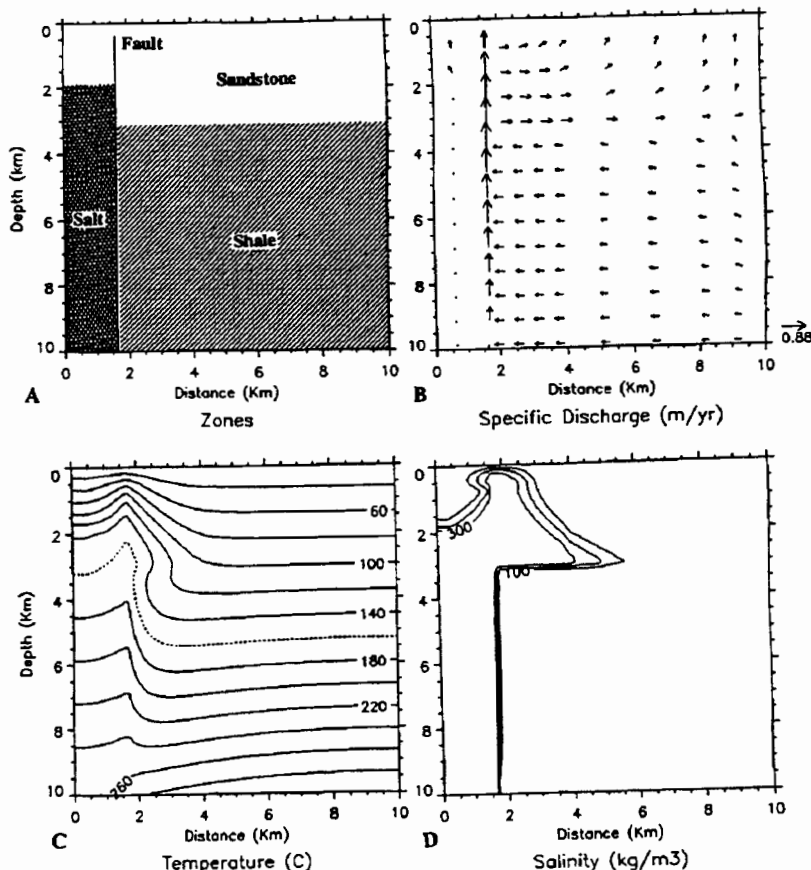 0
2
4
6
8
10
Depth (km)
Fault
Sandstone
Salt
Shale
0 2 4 6 8 10
Distance (Km)
A
Zones
0
2
4
6
8
10
0 2 4 6 8 10
Distance (Km)
B
Specific Discharge (m/yr)
0.88
0
2
4
6
8
10
Depth (Km)
60
100
140
180
220
260
0 2 4 6 8 10
Distance (Km)
C
Temperature (C)
0
2
4
6
8
10
300
100
0 2 4 6 8 10
Distance (Km)
D
Salinity (kg/m3)